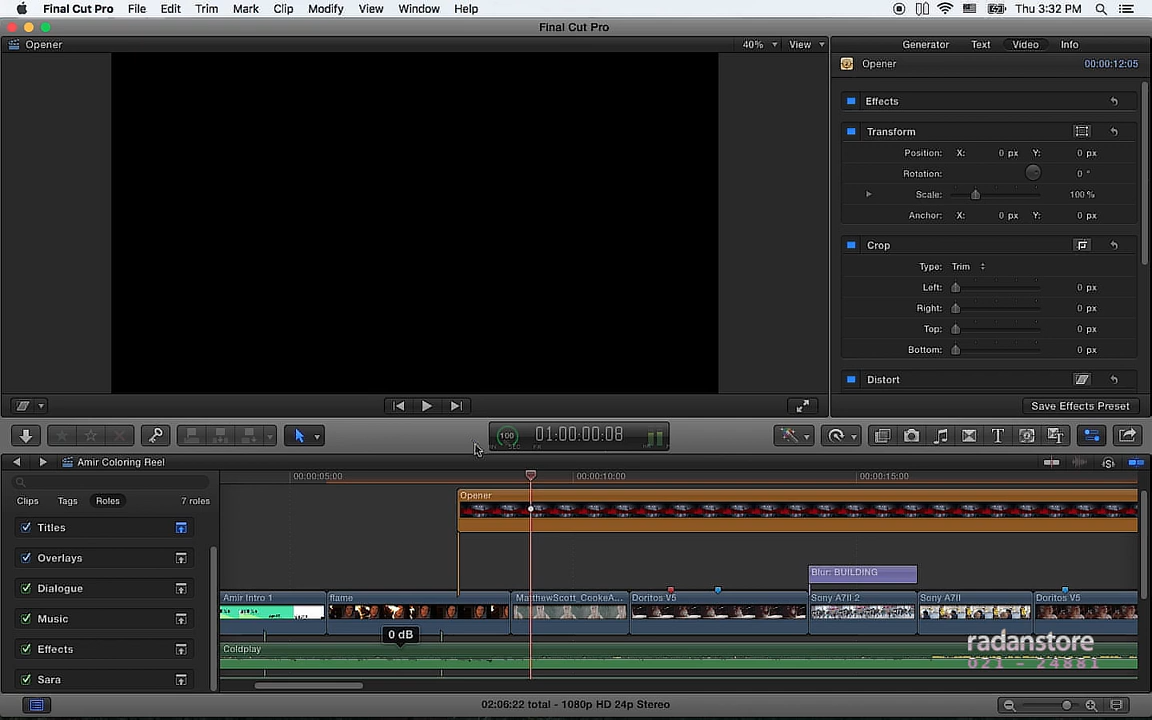 Final Cut Pro File Edit Trim Mark Clip Modify View Window Help Thu 3:32 PM
Final Cut Pro
Opener 40% View Generator Text Video Info
Opener 00:00:12:05
Effects
Transform
Position: X: 0 px Y: 0 px
Rotation: 0 °
Scale: 100 %
Anchor: X: 0 px Y: 0 px
Crop
Type: Trim
Left: 0 px
Right: 0 px
Top: 0 px
Bottom: 0 px
Distort
Save Effects Preset
100 01:00:00:08
Amir Coloring Reel
00:00:05:00 00:00:10:00 00:00:15:00
Clips Tags Roles 7 roles
Opener
Titles
Overlays
Blur: BUILDING
Dialogue
Amir Intro 1 flame MatthewScott_CookeA... Doritos V5 Sony A7II 2 Sony A7II Doritos V5
Music
0 dB
Effects
Coldplay
Sara
radanstore
021 - 24881
02:06:22 total - 1080p HD 24p Stereo